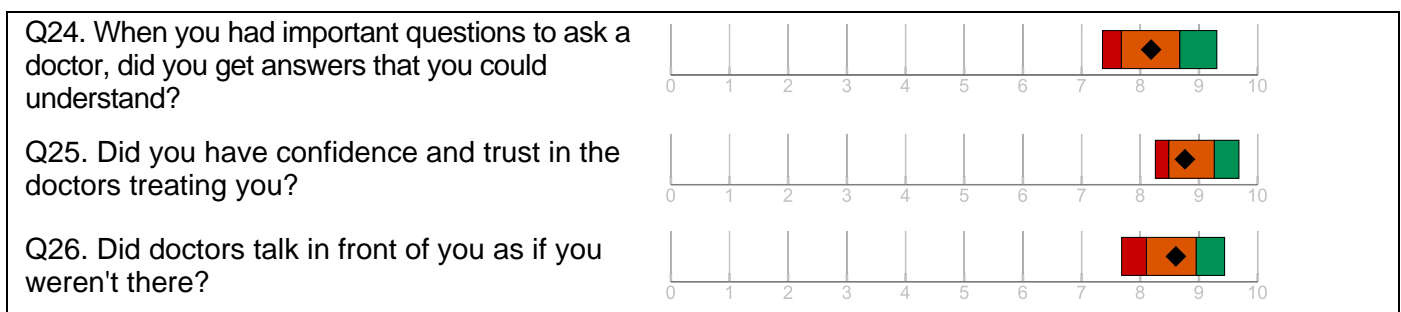 Q24. When you had important questions to ask a
doctor, did you get answers that you could
understand?
0 1 2 3 4 5 6 7 8 9 10
Q25. Did you have confidence and trust in the
doctors treating you?
0 1 2 3 4 5 6 7 8 9 10
Q26. Did doctors talk in front of you as if you
weren't there?
0 1 2 3 4 5 6 7 8 9 10